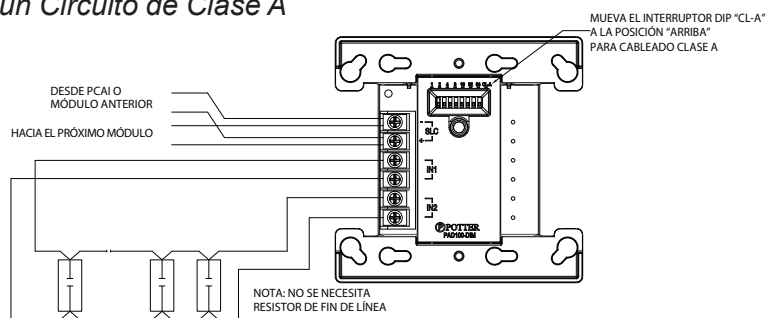 un Circuito de Clase A
MUEVA EL INTERRUPTOR DIP “CL-A”
A LA POSICIÓN “ARRIBA”
PARA CABLEADO CLASE A
DESDE PCAI O
MÓDULO ANTERIOR
HACIA EL PRÓXIMO MÓDULO
- SLC
+
IN1
IN2
POTTER
PAD100-DIM
NOTA: NO SE NECESITA
RESISTOR DE FIN DE LÍNEA